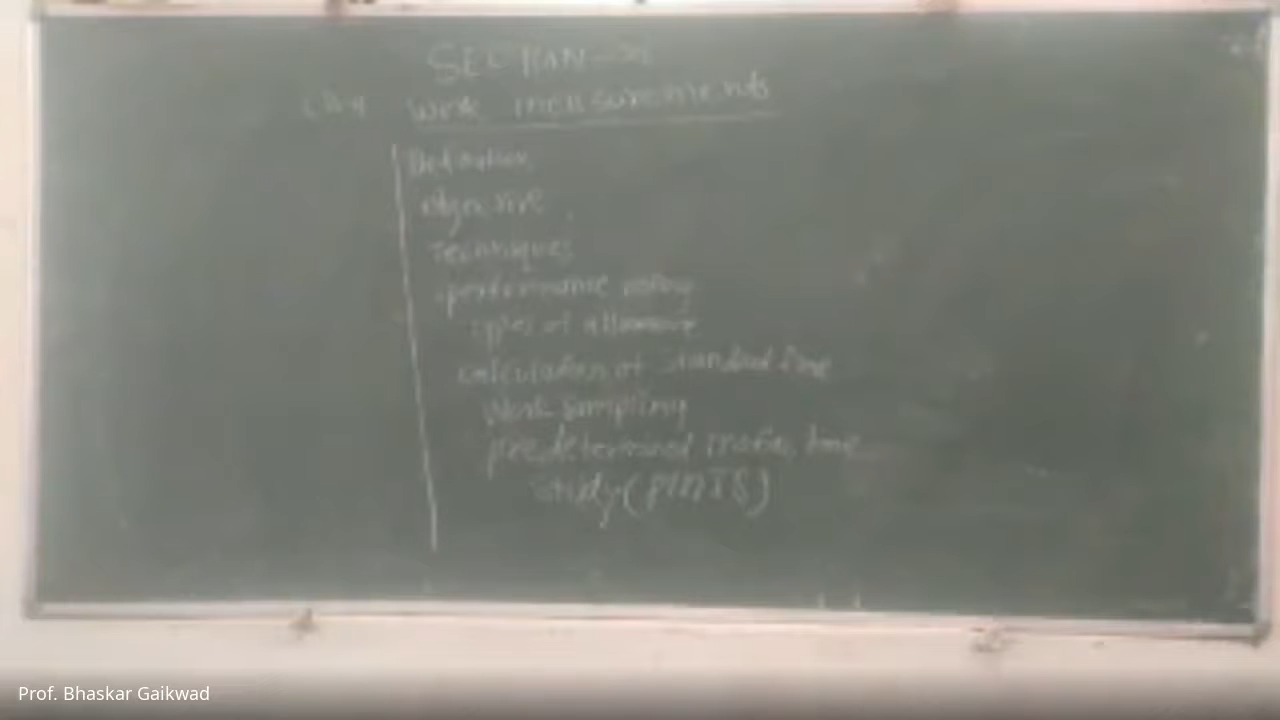 SECTION-
work measurements
Definition
objective
Techniques
performance rating
types of allowance
calculation of standard time
Work sampling
predetermined motion time
study (PMTS)
Prof. Bhaskar Gaikwad